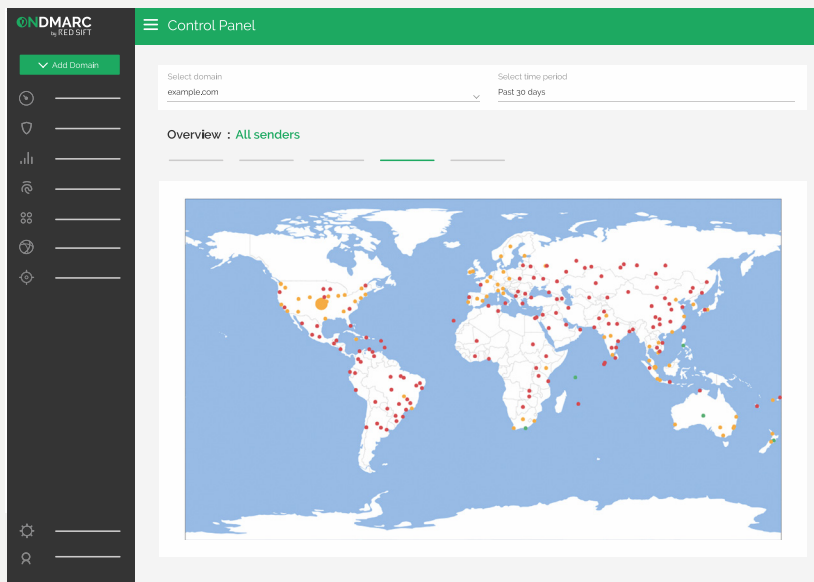 ONDMARC
by RED SIFT
Add Domain
Control Panel
Select domain
Select time period
example.com
Past 30 days
Overview : All senders